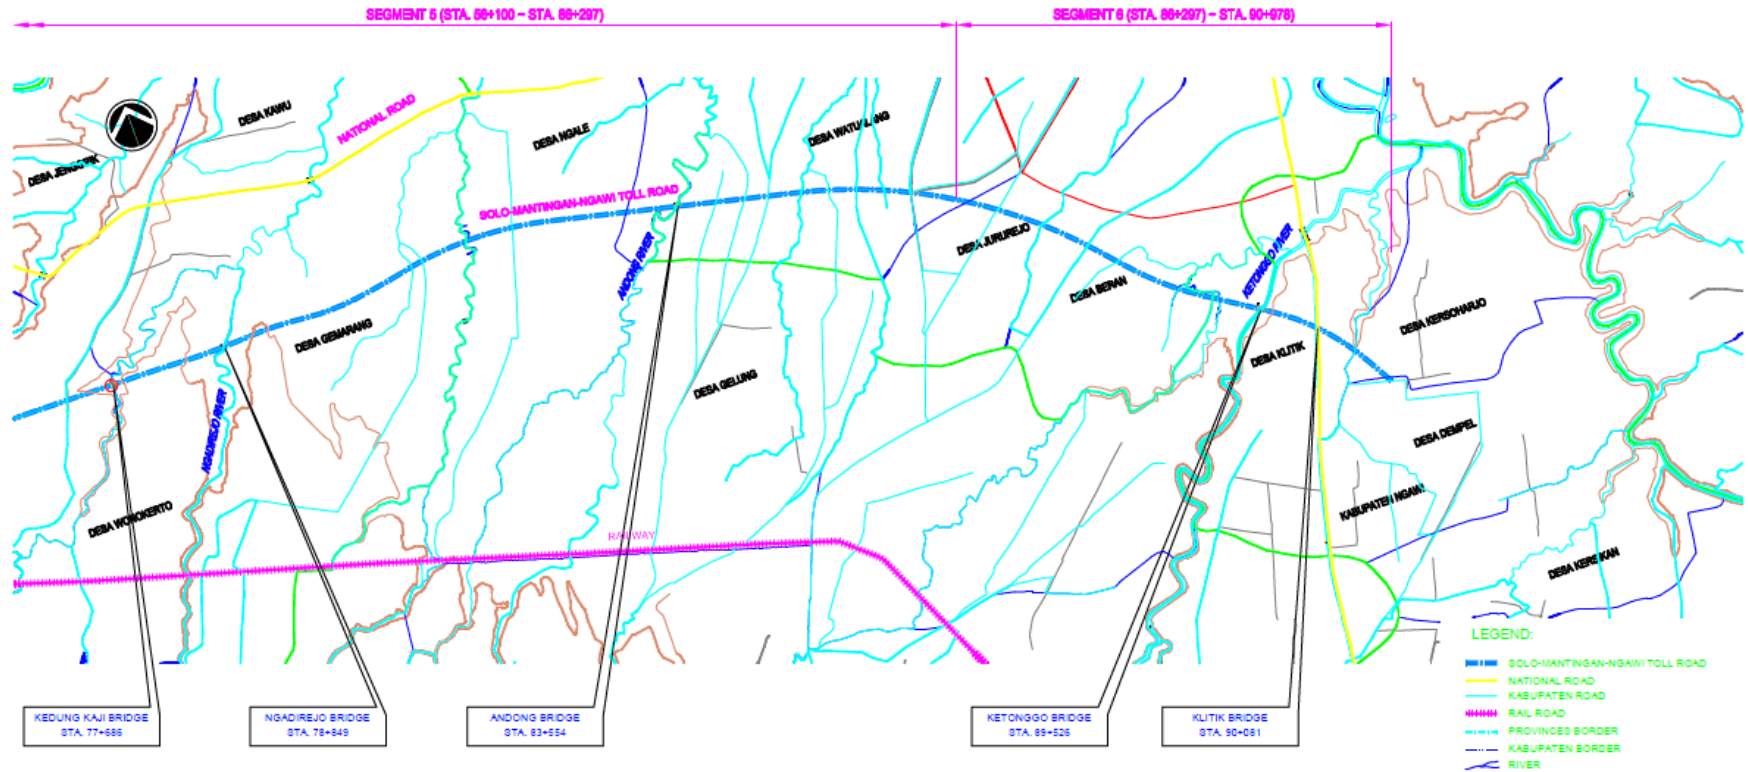 SEGMENT 5 (STA. 56+100 - STA. 86+297)
SEGMENT 6 (STA. 86+297) - STA. 90+978)
DESA KAWU
NATIONAL ROAD
DESA NGALE
DESA
DESA
SOLO-MANTINGAN-NGAWI TOLL ROAD
DESA JURUREJO
ANDONG RIVER
KETONGGO RIVER
DESA BERAN
DESA KERSOHARJO
DESA GEMARANG
DESA KLITIK
DESA GELUNG
NGADIREJO RIVER
DESA DEMPEL
DESA WONOKERTO
KABUPATEN NGAWI
RAILWAY
DESA
LEGEND:
SOLO-MANTINGAN-NGAWI TOLL ROAD
NATIONAL ROAD
KABUPATEN ROAD
RAIL ROAD
PROVINCES BORDER
KABUPATEN BORDER
RIVER
KEDUNG KAJI BRIDGE
STA. 77+686
NGADIREJO BRIDGE
STA. 78+849
ANDONG BRIDGE
STA. 83+554
KETONGGO BRIDGE
STA. 89+526
KLITIK BRIDGE
STA. 90+081